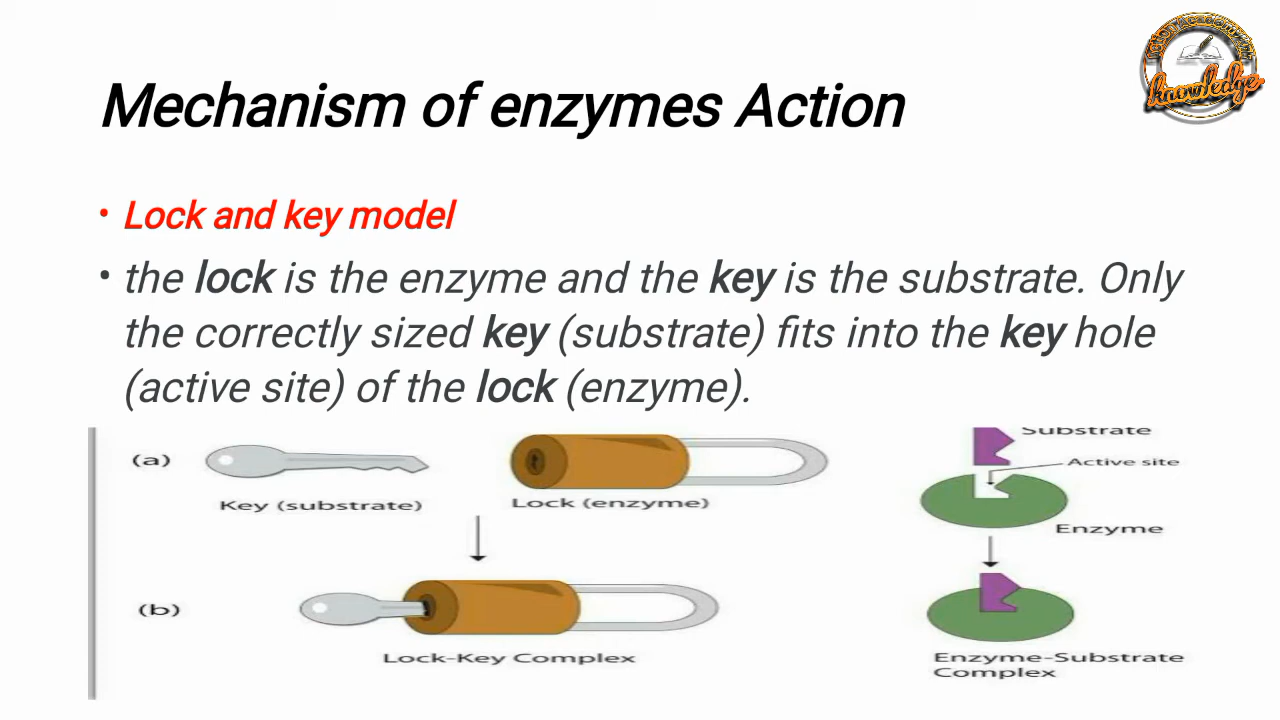 Mechanism of enzymes Action
• Lock and key model
• the lock is the enzyme and the key is the substrate. Only
the correctly sized key (substrate) fits into the key hole
(active site) of the lock (enzyme).
(a)
Key (substrate)
Lock (enzyme)
Substrate
Active site
Enzyme
(b)
Lock-Key Complex
Enzyme-Substrate
Complex
knowledge